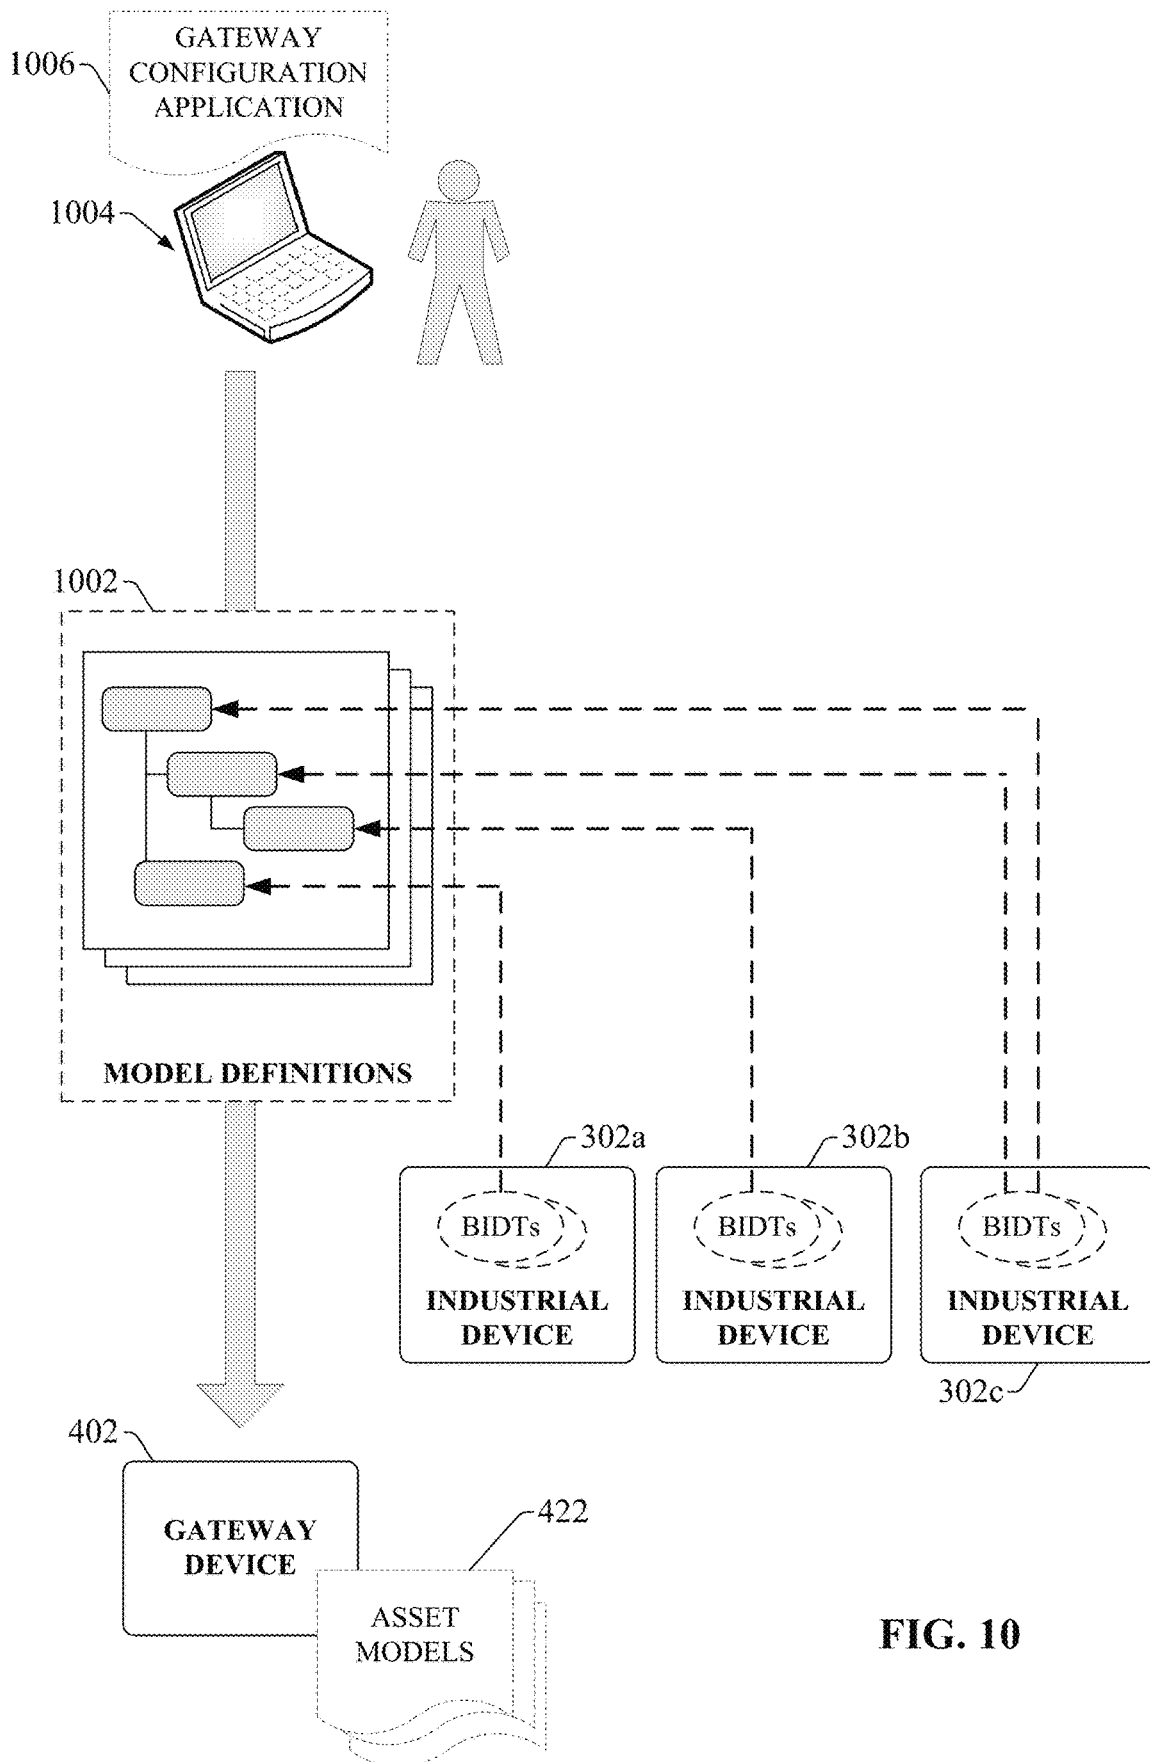 GATEWAY
CONFIGURATION
APPLICATION
1006
1004
1002
MODEL DEFINITIONS
302a
302b
BIDTs
BIDTs
BIDTs
INDUSTRIAL
DEVICE
INDUSTRIAL
DEVICE
INDUSTRIAL
DEVICE
302c
402
GATEWAY
DEVICE
422
ASSET
MODELS
FIG. 10